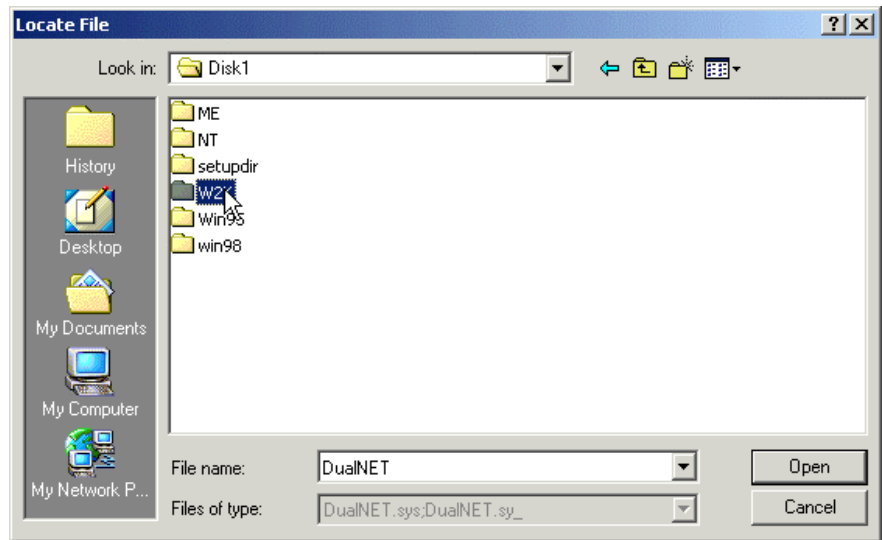 Locate File
Look in:
Disk1
ME
NT
setupdir
W2K
Win95
win98
History
Desktop
My Documents
My Computer
My Network P...
File name:
DualNET
Open
Files of type:
DualNET.sys;DualNET.sy_
Cancel